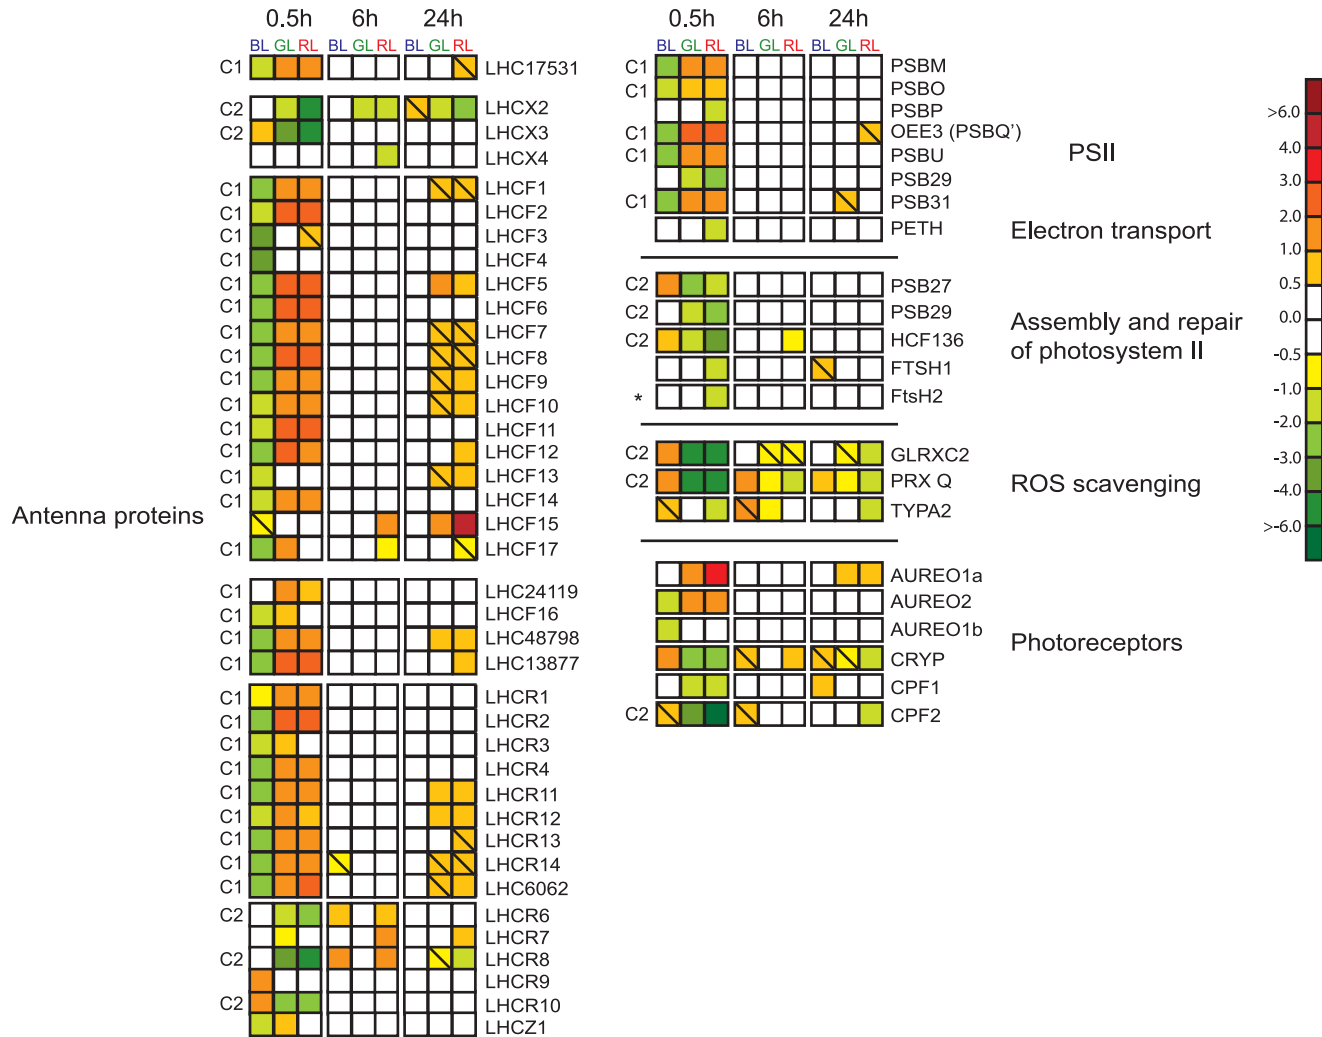 0.5h 6h 24h
BL GL RL BL GL RL BL GL RL
C1 LHC17531
C2 LHCX2
C2 LHCX3
LHCX4
C1 LHCF1
C1 LHCF2
C1 LHCF3
C1 LHCF4
C1 LHCF5
C1 LHCF6
C1 LHCF7
C1 LHCF8
C1 LHCF9
C1 LHCF10
C1 LHCF11
C1 LHCF12
C1 LHCF13
C1 LHCF14
LHCF15
C1 LHCF17
Antenna proteins
C1 LHC24119
C1 LHCF16
C1 LHC48798
C1 LHC13877
C1 LHCR1
C1 LHCR2
C1 LHCR3
C1 LHCR4
C1 LHCR11
C1 LHCR12
C1 LHCR13
C1 LHCR14
C1 LHC6062
C2 LHCR6
LHCR7
C2 LHCR8
LHCR9
C2 LHCR10
LHCZ1
0.5h 6h 24h
BL GL RL BL GL RL BL GL RL
C1 PSBM
C1 PSBO
PSBP
C1 OEE3 (PSBQ')
C1 PSBU
PSB29
C1 PSB31
PETH
PSII
Electron transport
C2 PSB27
C2 PSB29
C2 HCF136
FTSH1
* FtsH2
Assembly and repair
of photosystem II
C2 GLRXC2
C2 PRX Q
TYPA2
ROS scavenging
AUREO1a
AUREO2
AUREO1b
CRYP
CPF1
C2 CPF2
Photoreceptors
>6.0
4.0
3.0
2.0
1.0
0.5
0.0
-0.5
-1.0
-2.0
-3.0
-4.0
>-6.0